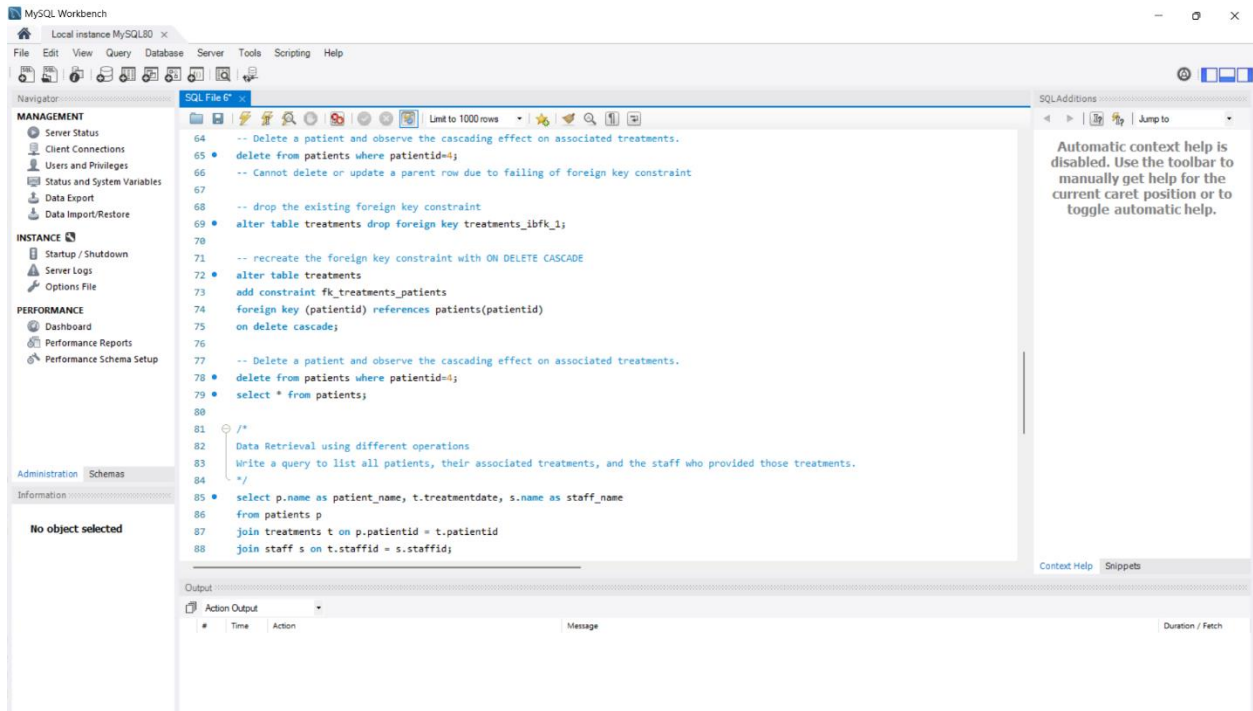 MySQL Workbench
Local instance MySQL80
File Edit View Query Database Server Tools Scripting Help
Navigator
MANAGEMENT
Server Status
Client Connections
Users and Privileges
Status and System Variables
Data Export
Data Import/Restore
INSTANCE
Startup / Shutdown
Server Logs
Options File
PERFORMANCE
Dashboard
Performance Reports
Performance Schema Setup
Administration Schemas
Information
No object selected
SQL File 6*
Limit to 1000 rows
64 -- Delete a patient and observe the cascading effect on associated treatments.
65 delete from patients where patientid=4;
66 -- Cannot delete or update a parent row due to failing of foreign key constraint
67
68 -- drop the existing foreign key constraint
69 alter table treatments drop foreign key treatments_ibfk_1;
70
71 -- recreate the foreign key constraint with ON DELETE CASCADE
72 alter table treatments
73 add constraint fk_treatments_patients
74 foreign key (patientid) references patients(patientid)
75 on delete cascade;
76
77 -- Delete a patient and observe the cascading effect on associated treatments.
78 delete from patients where patientid=4;
79 select * from patients;
80
81 /*
82 Data Retrieval using different operations
83 Write a query to list all patients, their associated treatments, and the staff who provided those treatments.
84 */
85 select p.name as patient_name, t.treatmentdate, s.name as staff_name
86 from patients p
87 join treatments t on p.patientid = t.patientid
88 join staff s on t.staffid = s.staffid;
SQLAdditions
Jump to
Automatic context help is
disabled. Use the toolbar to
manually get help for the
current caret position or to
toggle automatic help.
Context Help Snippets
Output
Action Output
# Time Action Message Duration / Fetch